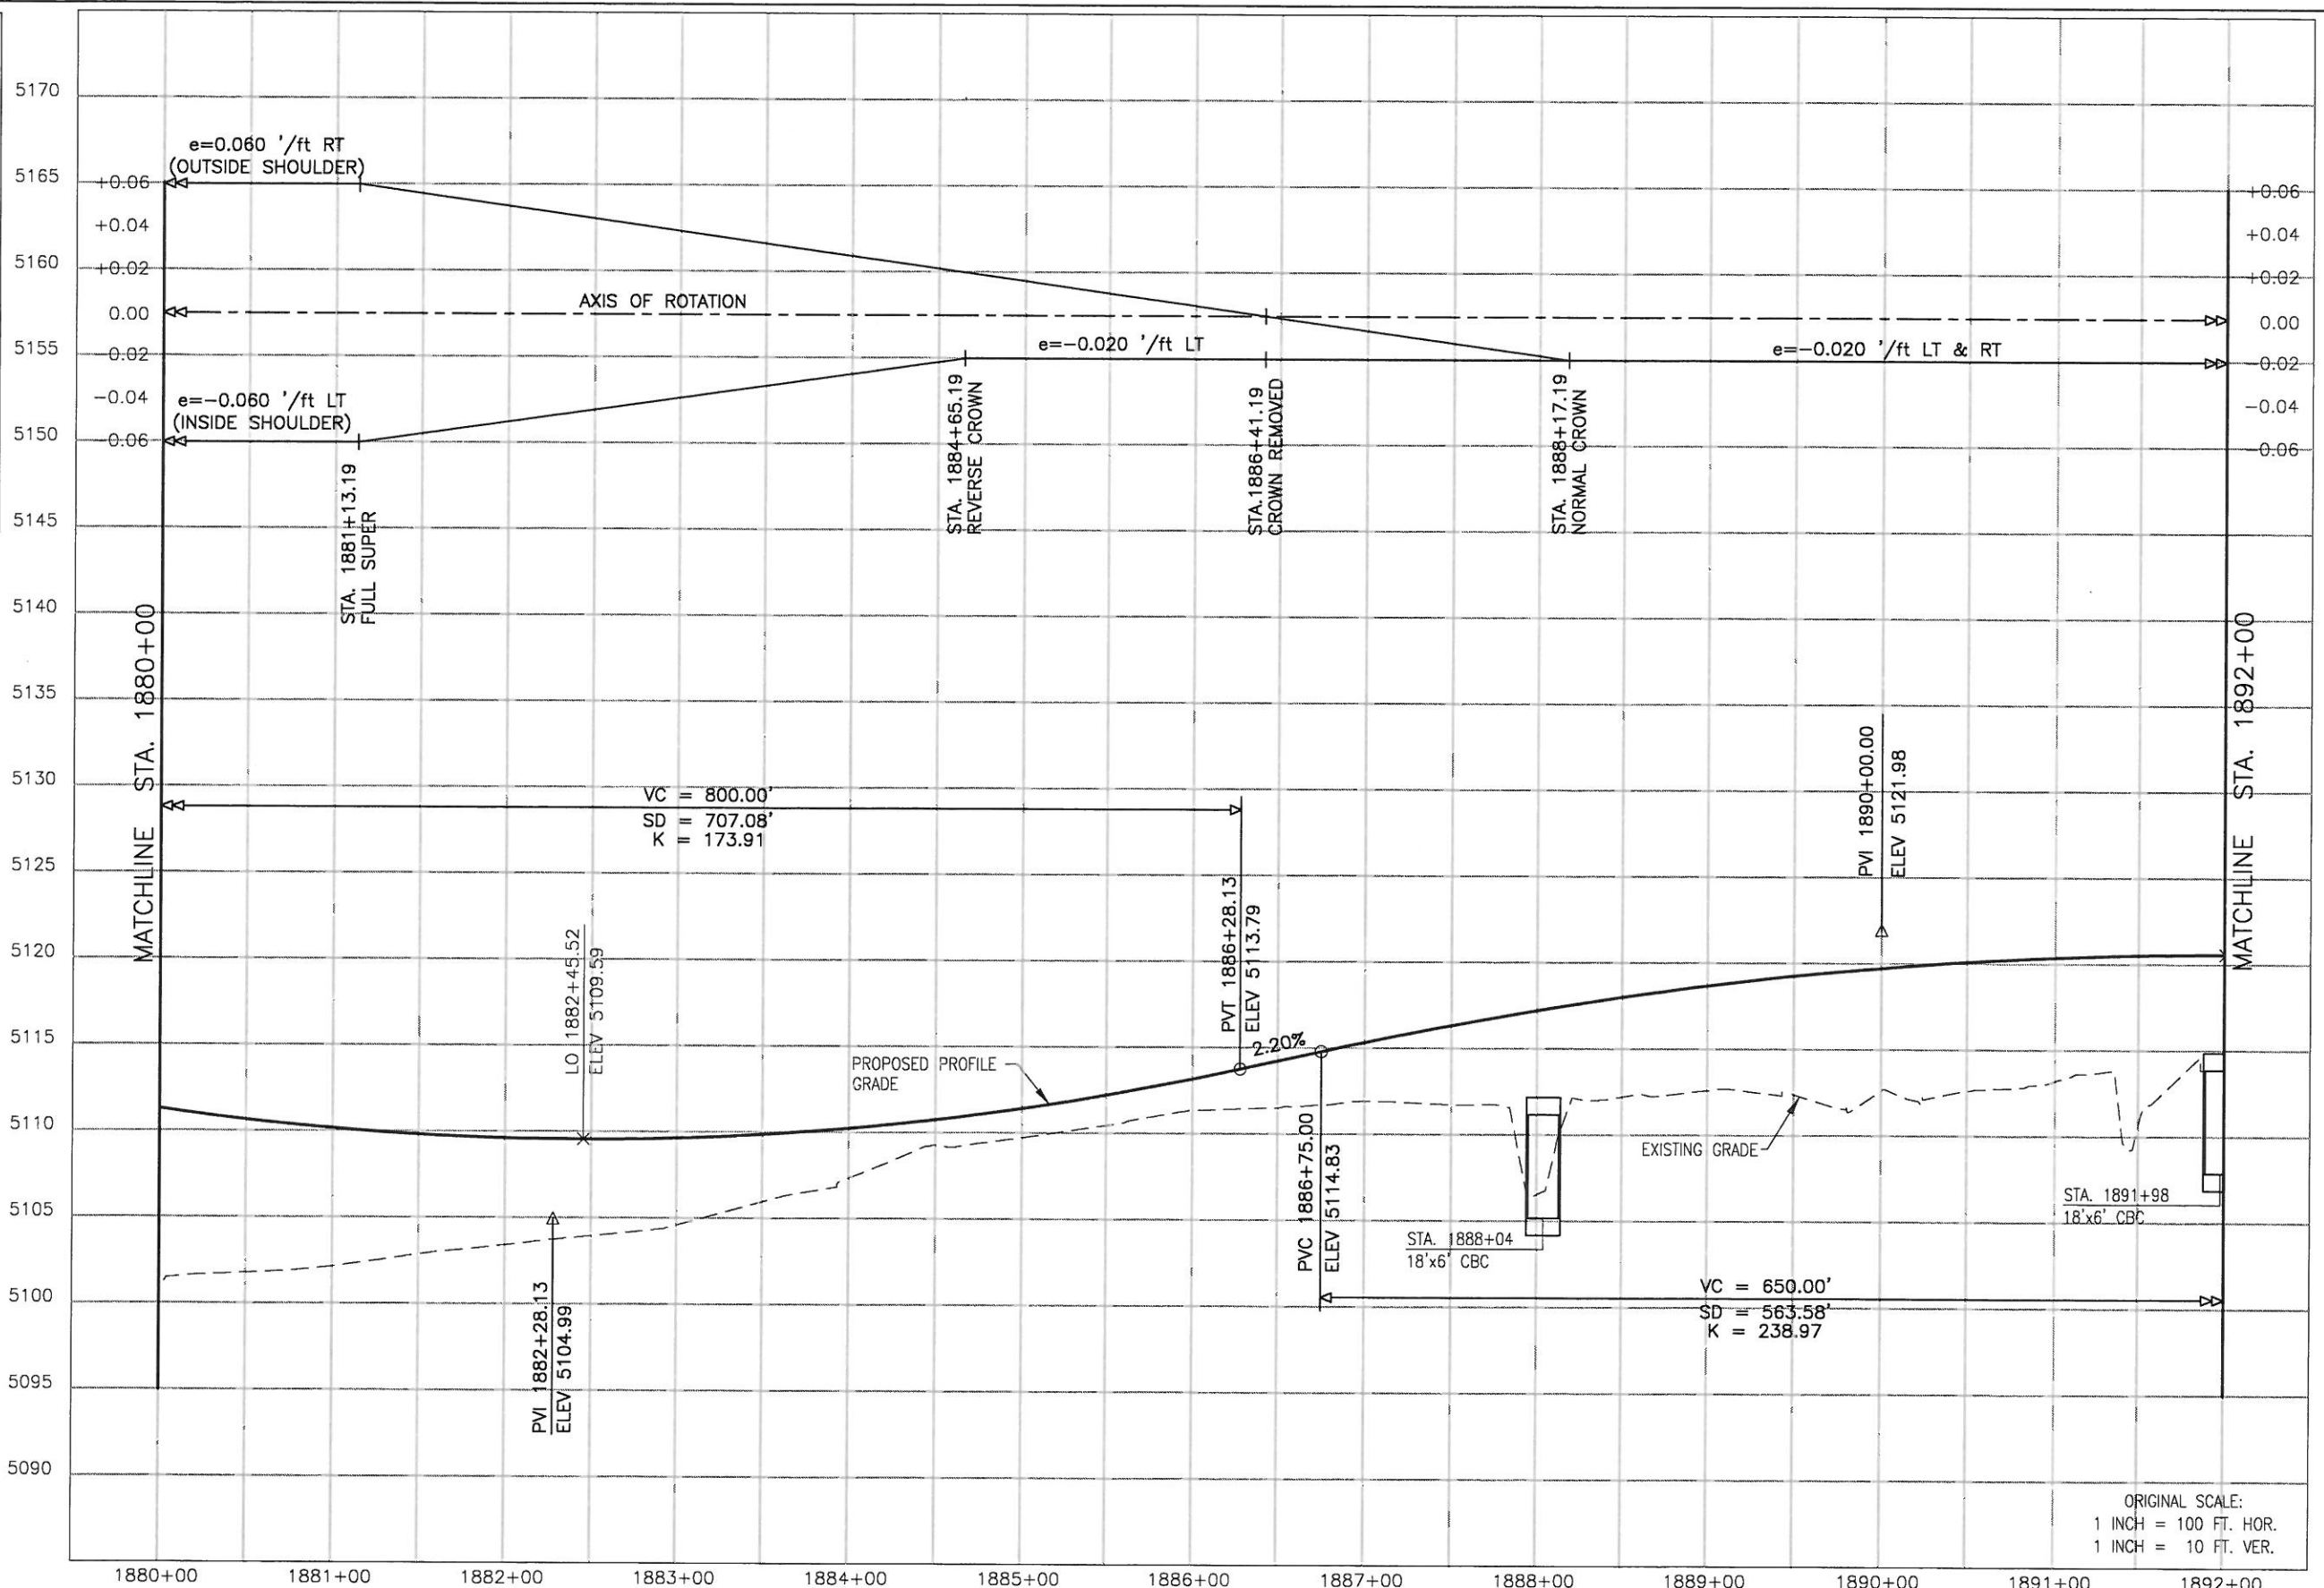 5170
5165
5160
5155
5150
5145
5140
5135
5130
5125
5120
5115
5110
5105
5100
5095
5090
+0.06
+0.04
+0.02
0.00
-0.02
-0.04
-0.06
e=0.060 '/ft RT
(OUTSIDE SHOULDER)
AXIS OF ROTATION
e=-0.060 '/ft LT
(INSIDE SHOULDER)
e=-0.020 '/ft LT
e=-0.020 '/ft LT & RT
+0.06
+0.04
+0.02
0.00
-0.02
-0.04
-0.06
STA. 1881+13.19
FULL SUPER
STA. 1884+65.19
REVERSE CROWN
STA.1886+41.19
CROWN REMOVED
STA. 1888+17.19
NORMAL CROWN
MATCHLINE STA. 1880+00
MATCHLINE STA. 1892+00
VC = 800.00'
SD = 707.08'
K = 173.91
LO 1882+45.52
ELEV 5109.59
PVT 1886+28.13
ELEV 5113.79
PVI 1890+00.00
ELEV 5121.98
2.20%
PROPOSED PROFILE
GRADE
EXISTING GRADE
PVI 1882+28.13
ELEV 5104.99
PVC 1886+75.00
ELEV 5114.83
STA. 1888+04
18'x6' CBC
STA. 1891+98
18'x6' CBC
VC = 650.00'
SD = 563.58'
K = 238.97
ORIGINAL SCALE:
1 INCH = 100 FT. HOR.
1 INCH = 10 FT. VER.
1880+00
1881+00
1882+00
1883+00
1884+00
1885+00
1886+00
1887+00
1888+00
1889+00
1890+00
1891+00
1892+00